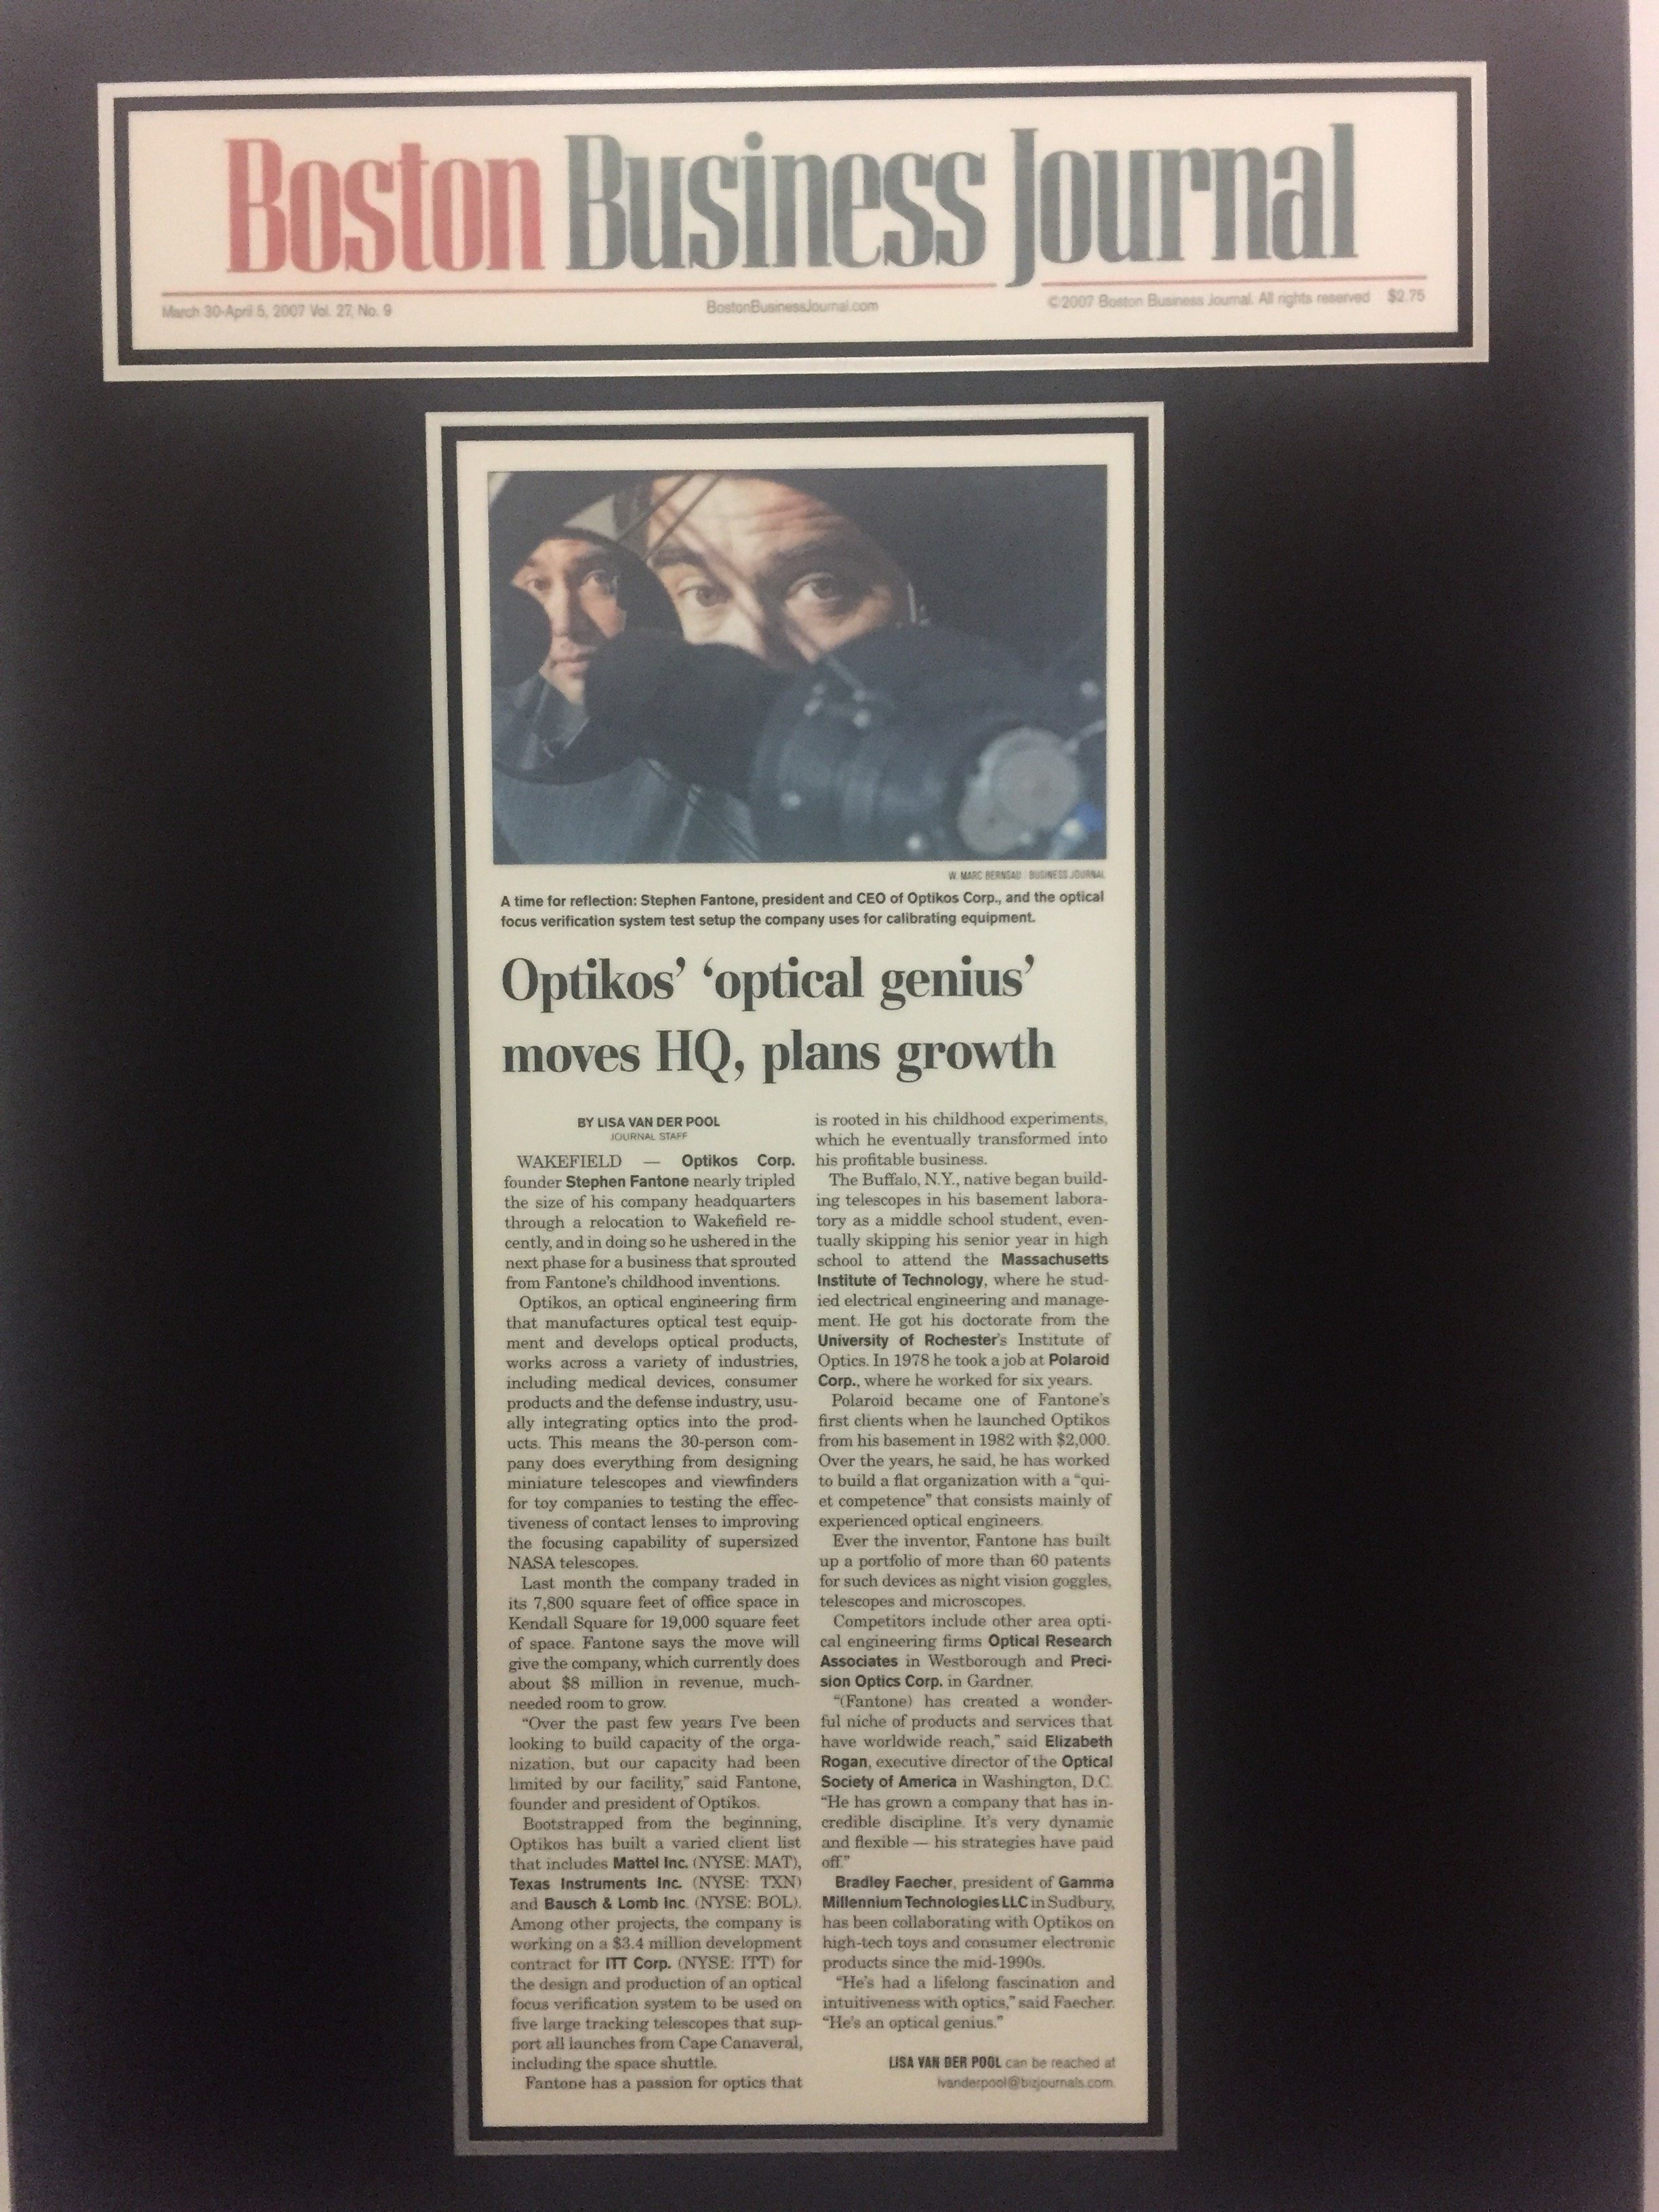 Boston Business Journal
March 30-April 5, 2007 Vol. 27, No. 9
BostonBusinessJournal.com
©2007 Boston Business Journal. All rights reserved $2.75
W. MARC BERNSAU / BUSINESS JOURNAL
A time for reflection: Stephen Fantone, president and CEO of Optikos Corp., and the optical
focus verification system test setup the company uses for calibrating equipment.
Optikos’ ‘optical genius’
moves HQ, plans growth
BY LISA VAN DER POOL
JOURNAL STAFF
WAKEFIELD — Optikos Corp.
founder Stephen Fantone nearly tripled
the size of his company headquarters
through a relocation to Wakefield re-
cently, and in doing so he ushered in the
next phase for a business that sprouted
from Fantone's childhood inventions.
Optikos, an optical engineering firm
that manufactures optical test equip-
ment and develops optical products,
works across a variety of industries,
including medical devices, consumer
products and the defense industry, usu-
ally integrating optics into the prod-
ucts. This means the 30-person com-
pany does everything from designing
miniature telescopes and viewfinders
for toy companies to testing the effec-
tiveness of contact lenses to improving
the focusing capability of supersized
NASA telescopes.
Last month the company traded in
its 7,800 square feet of office space in
Kendall Square for 19,000 square feet
of space. Fantone says the move will
give the company, which currently does
about $8 million in revenue, much-
needed room to grow.
“Over the past few years I've been
looking to build capacity of the orga-
nization, but our capacity had been
limited by our facility,” said Fantone,
founder and president of Optikos.
Bootstrapped from the beginning,
Optikos has built a varied client list
that includes Mattel Inc. (NYSE: MAT),
Texas Instruments Inc. (NYSE: TXN)
and Bausch & Lomb Inc. (NYSE: BOL).
Among other projects, the company is
working on a $3.4 million development
contract for ITT Corp. (NYSE: ITT) for
the design and production of an optical
focus verification system to be used on
five large tracking telescopes that sup-
port all launches from Cape Canaveral,
including the space shuttle.
Fantone has a passion for optics that
is rooted in his childhood experiments,
which he eventually transformed into
his profitable business.
The Buffalo, N.Y., native began build-
ing telescopes in his basement labora-
tory as a middle school student, even-
tually skipping his senior year in high
school to attend the Massachusetts
Institute of Technology, where he stud-
ied electrical engineering and manage-
ment. He got his doctorate from the
University of Rochester's Institute of
Optics. In 1978 he took a job at Polaroid
Corp., where he worked for six years.
Polaroid became one of Fantone's
first clients when he launched Optikos
from his basement in 1982 with $2,000.
Over the years, he said, he has worked
to build a flat organization with a “qui-
et competence” that consists mainly of
experienced optical engineers.
Ever the inventor, Fantone has built
up a portfolio of more than 60 patents
for such devices as night vision goggles,
telescopes and microscopes.
Competitors include other area opti-
cal engineering firms Optical Research
Associates in Westborough and Preci-
sion Optics Corp. in Gardner.
“(Fantone) has created a wonder-
ful niche of products and services that
have worldwide reach,” said Elizabeth
Rogan, executive director of the Optical
Society of America in Washington, D.C.
“He has grown a company that has in-
credible discipline. It's very dynamic
and flexible — his strategies have paid
off.”
Bradley Faecher, president of Gamma
Millennium Technologies LLC in Sudbury,
has been collaborating with Optikos on
high-tech toys and consumer electronic
products since the mid-1990s.
“He's had a lifelong fascination and
intuitiveness with optics,” said Faecher.
“He's an optical genius.”
LISA VAN DER POOL can be reached at
lvanderpool@bizjournals.com.